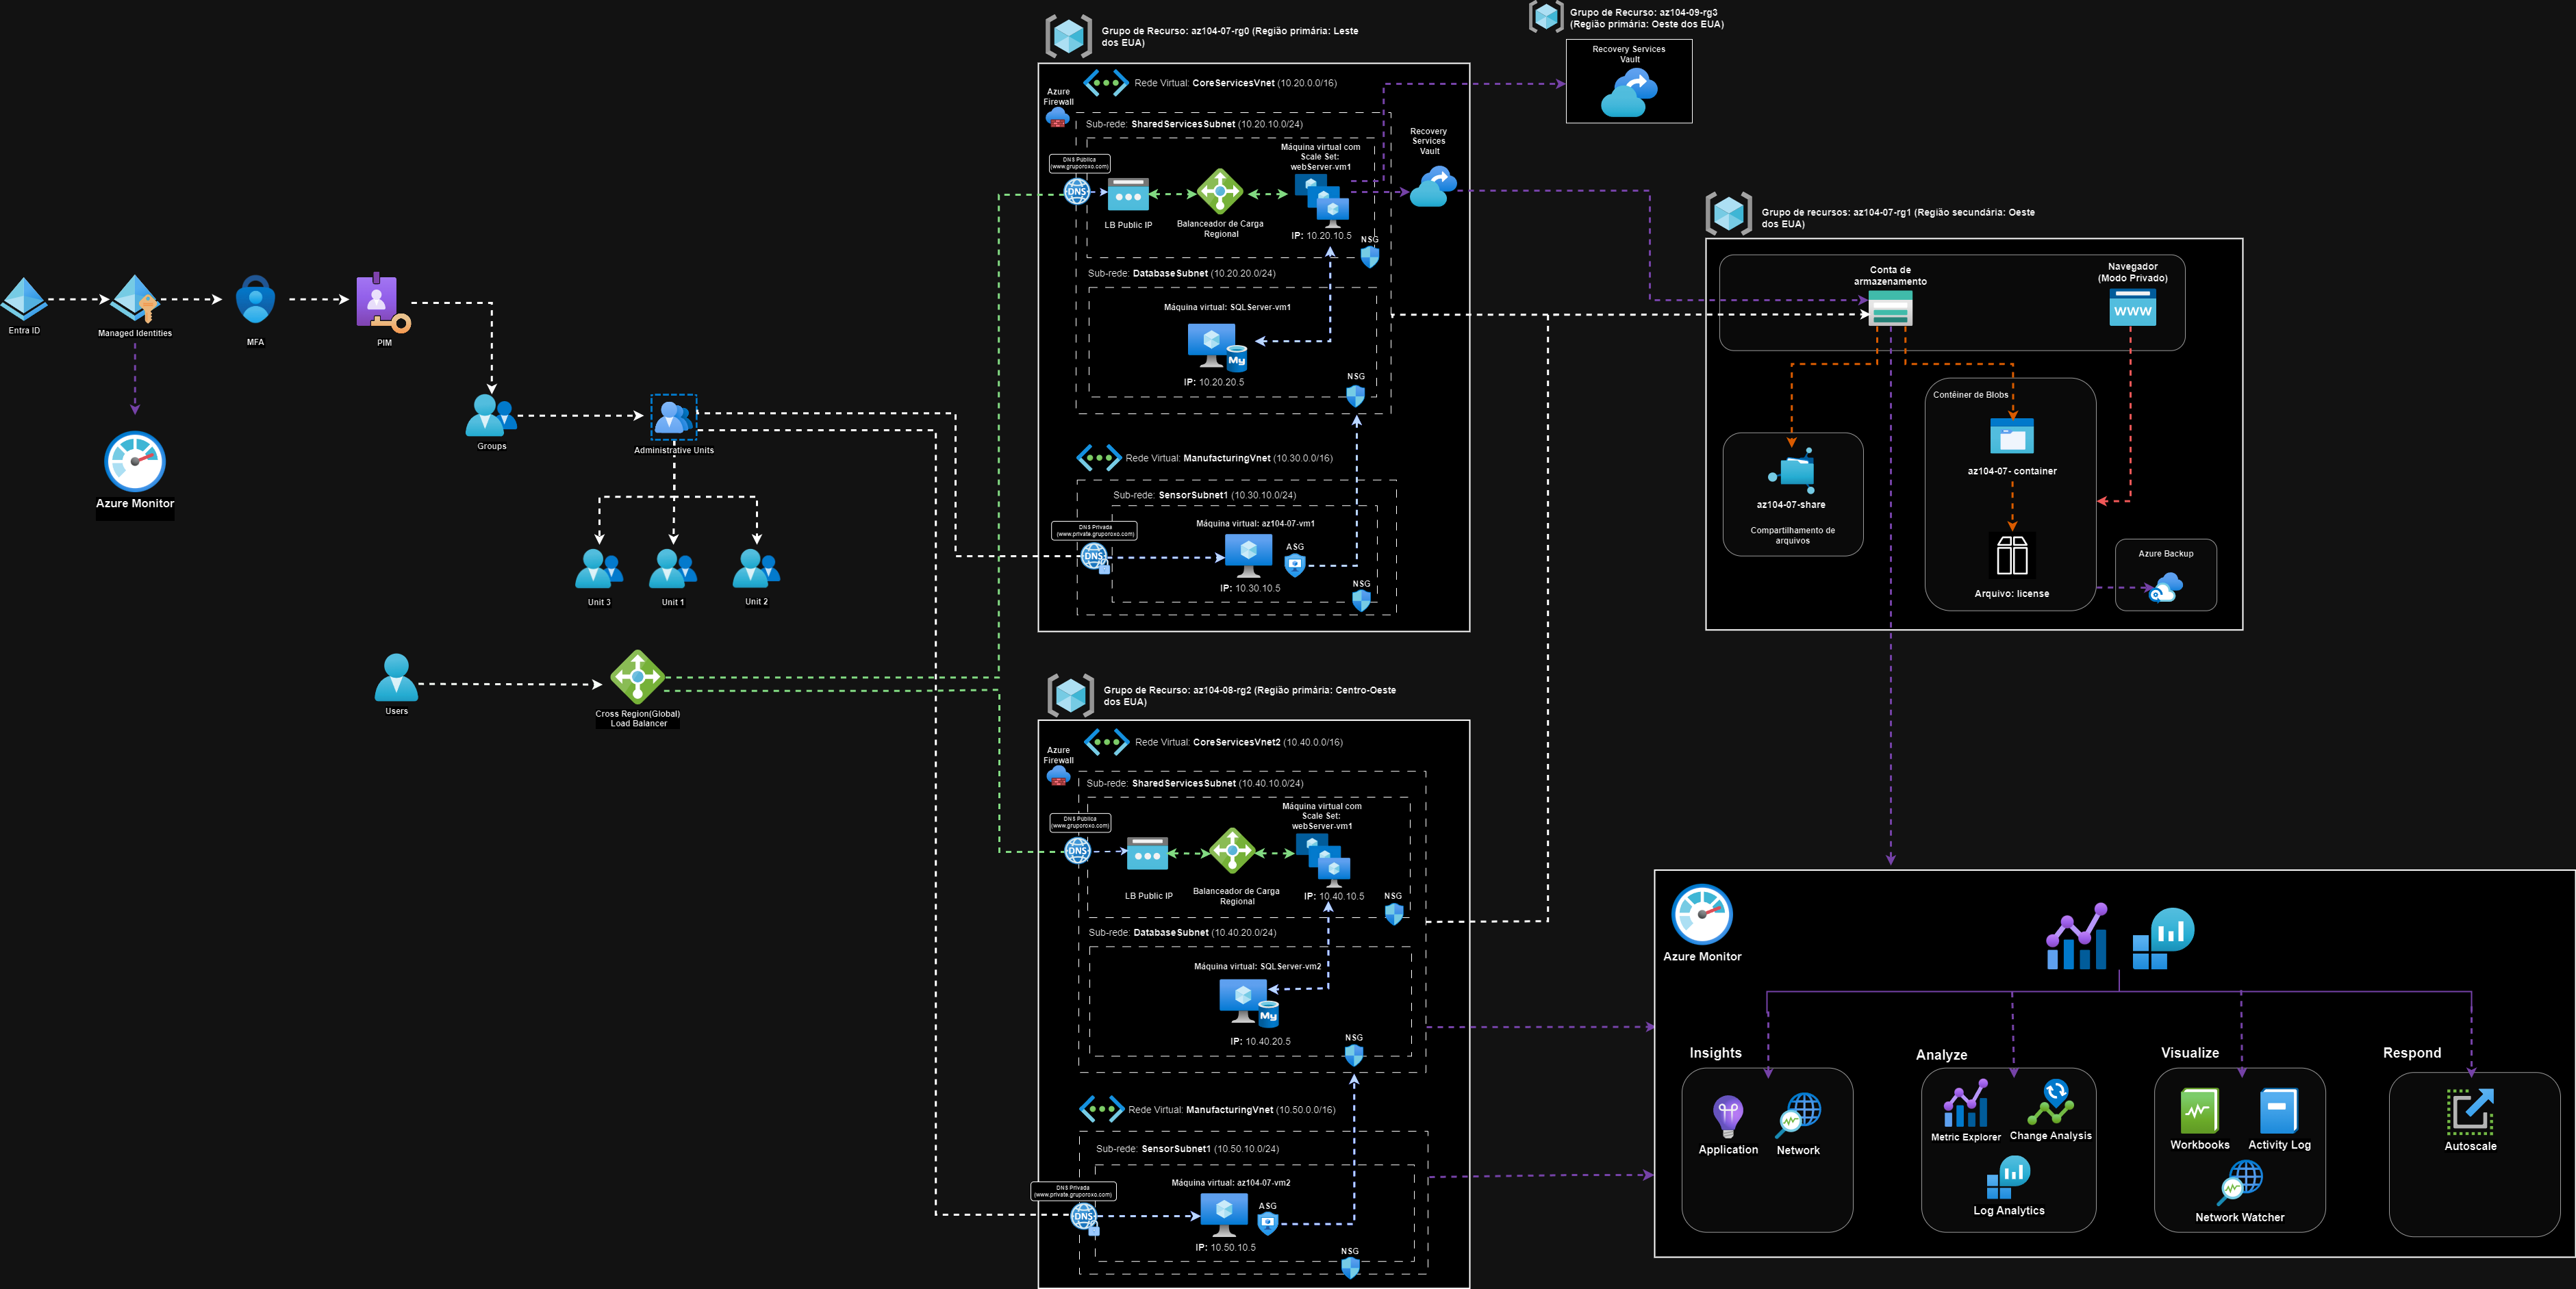 Entra ID
Managed Identities
MFA
PIM
Azure Monitor
Groups
Administrative Units
Unit 3
Unit 1
Unit 2
Users
Cross Region(Global)
Load Balancer
Grupo de Recurso: az104-07-rg0 (Região primária: Leste
dos EUA)
Rede Virtual: CoreServicesVnet (10.20.0.0/16)
Azure
Firewall
Sub-rede: SharedServicesSubnet (10.20.10.0/24)
DNS Pública
(www.gruporoxo.com)
DNS
LB Public IP
Balanceador de Carga
Regional
Máquina virtual com
Scale Set:
webServer-vm1
IP: 10.20.10.5
NSG
Recovery
Services
Vault
Sub-rede: DatabaseSubnet (10.20.20.0/24)
Máquina virtual: SQLServer-vm1
My
IP: 10.20.20.5
NSG
Rede Virtual: ManufacturingVnet (10.30.0.0/16)
Sub-rede: SensorSubnet1 (10.30.10.0/24)
DNS Privada
(www.private.gruporoxo.com)
DNS
Máquina virtual: az104-07-vm1
ASG
IP: 10.30.10.5
NSG
Grupo de Recurso: az104-09-rg3
(Região primária: Oeste dos EUA)
Recovery Services
Vault
Grupo de recursos: az104-07-rg1 (Região secundária: Oeste
dos EUA)
Conta de
armazenamento
Navegador
(Modo Privado)
WWW
Contêiner de Blobs
az104-07- container
Arquivo: license
az104-07-share
Compartilhamento de
arquivos
Azure Backup
Grupo de Recurso: az104-08-rg2 (Região primária: Centro-Oeste
dos EUA)
Rede Virtual: CoreServicesVnet2 (10.40.0.0/16)
Azure
Firewall
Sub-rede: SharedServicesSubnet (10.40.10.0/24)
DNS Pública
(www.gruporoxo.com)
DNS
LB Public IP
Balanceador de Carga
Regional
Máquina virtual com
Scale Set:
webServer-vm1
IP: 10.40.10.5
NSG
Sub-rede: DatabaseSubnet (10.40.20.0/24)
Máquina virtual: SQLServer-vm2
My
IP: 10.40.20.5
NSG
Rede Virtual: ManufacturingVnet (10.50.0.0/16)
Sub-rede: SensorSubnet1 (10.50.10.0/24)
DNS Privada
(www.private.gruporoxo.com)
DNS
Máquina virtual: az104-07-vm2
ASG
IP: 10.50.10.5
NSG
Azure Monitor
Insights
Application
Network
Analyze
Metric Explorer
Change Analysis
Log Analytics
Visualize
Workbooks
Activity Log
Network Watcher
Respond
Autoscale